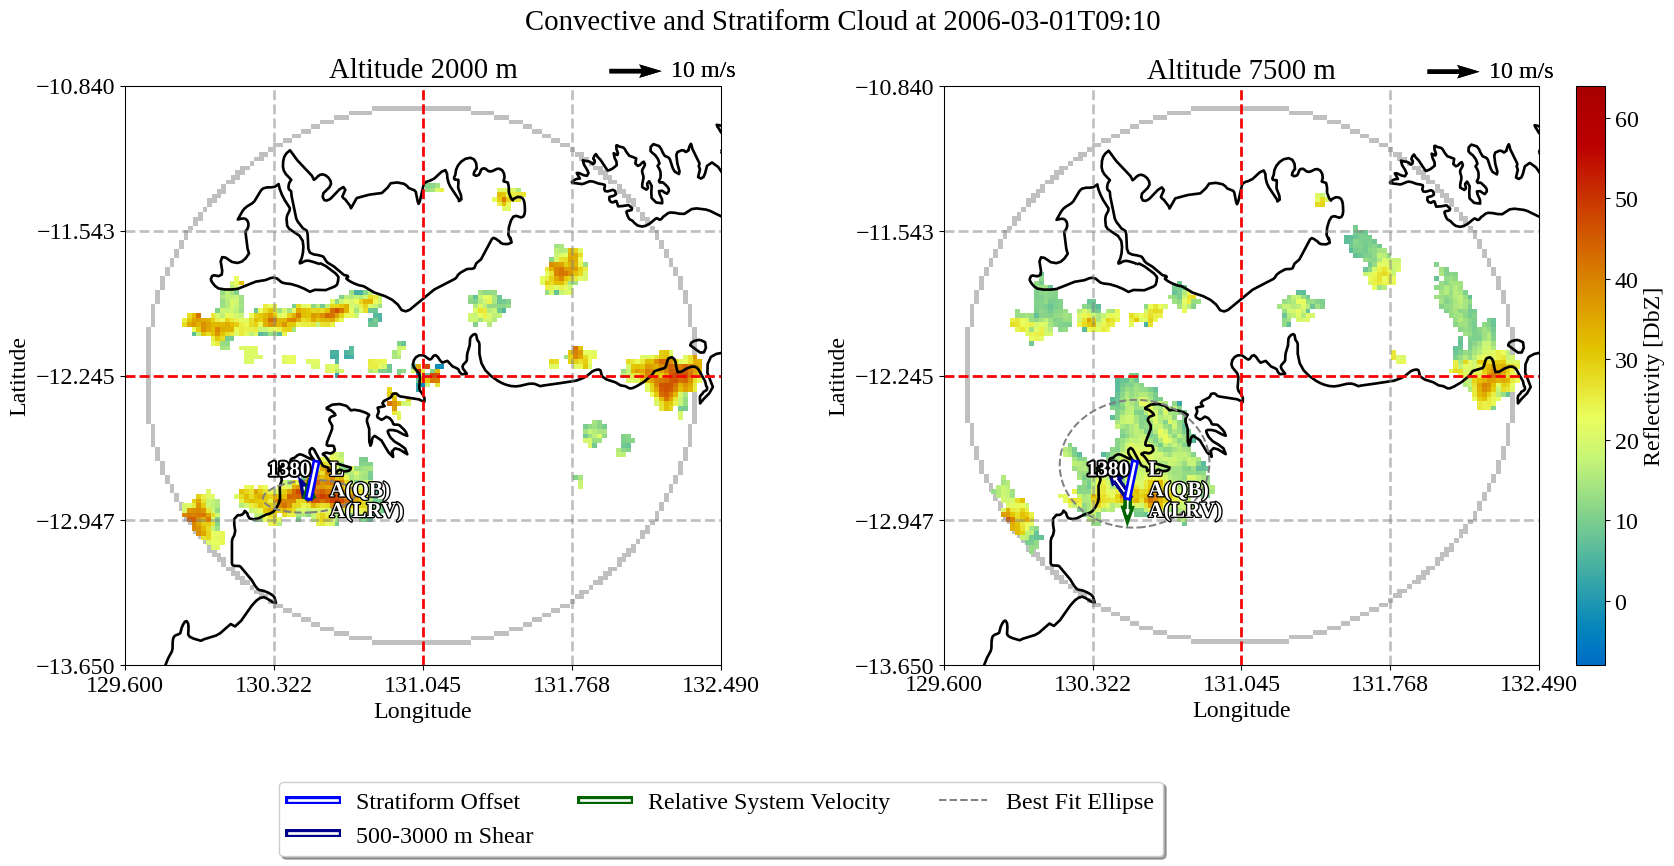 Convective and Stratiform Cloud at 2006-03-01T09:10
Altitude 2000 m
10 m/s
−10.840
−11.543
−12.245
−12.947
−13.650
129.600
130.322
131.045
131.768
132.490
Longitude
Latitude
1380
L
A(QB)
A(LRV)
Altitude 7500 m
10 m/s
−10.840
−11.543
−12.245
−12.947
−13.650
129.600
130.322
131.045
131.768
132.490
Longitude
Latitude
1380
L
A(QB)
A(LRV)
60
50
40
30
20
10
0
Reflectivity [DbZ]
Stratiform Offset
500-3000 m Shear
Relative System Velocity
Best Fit Ellipse